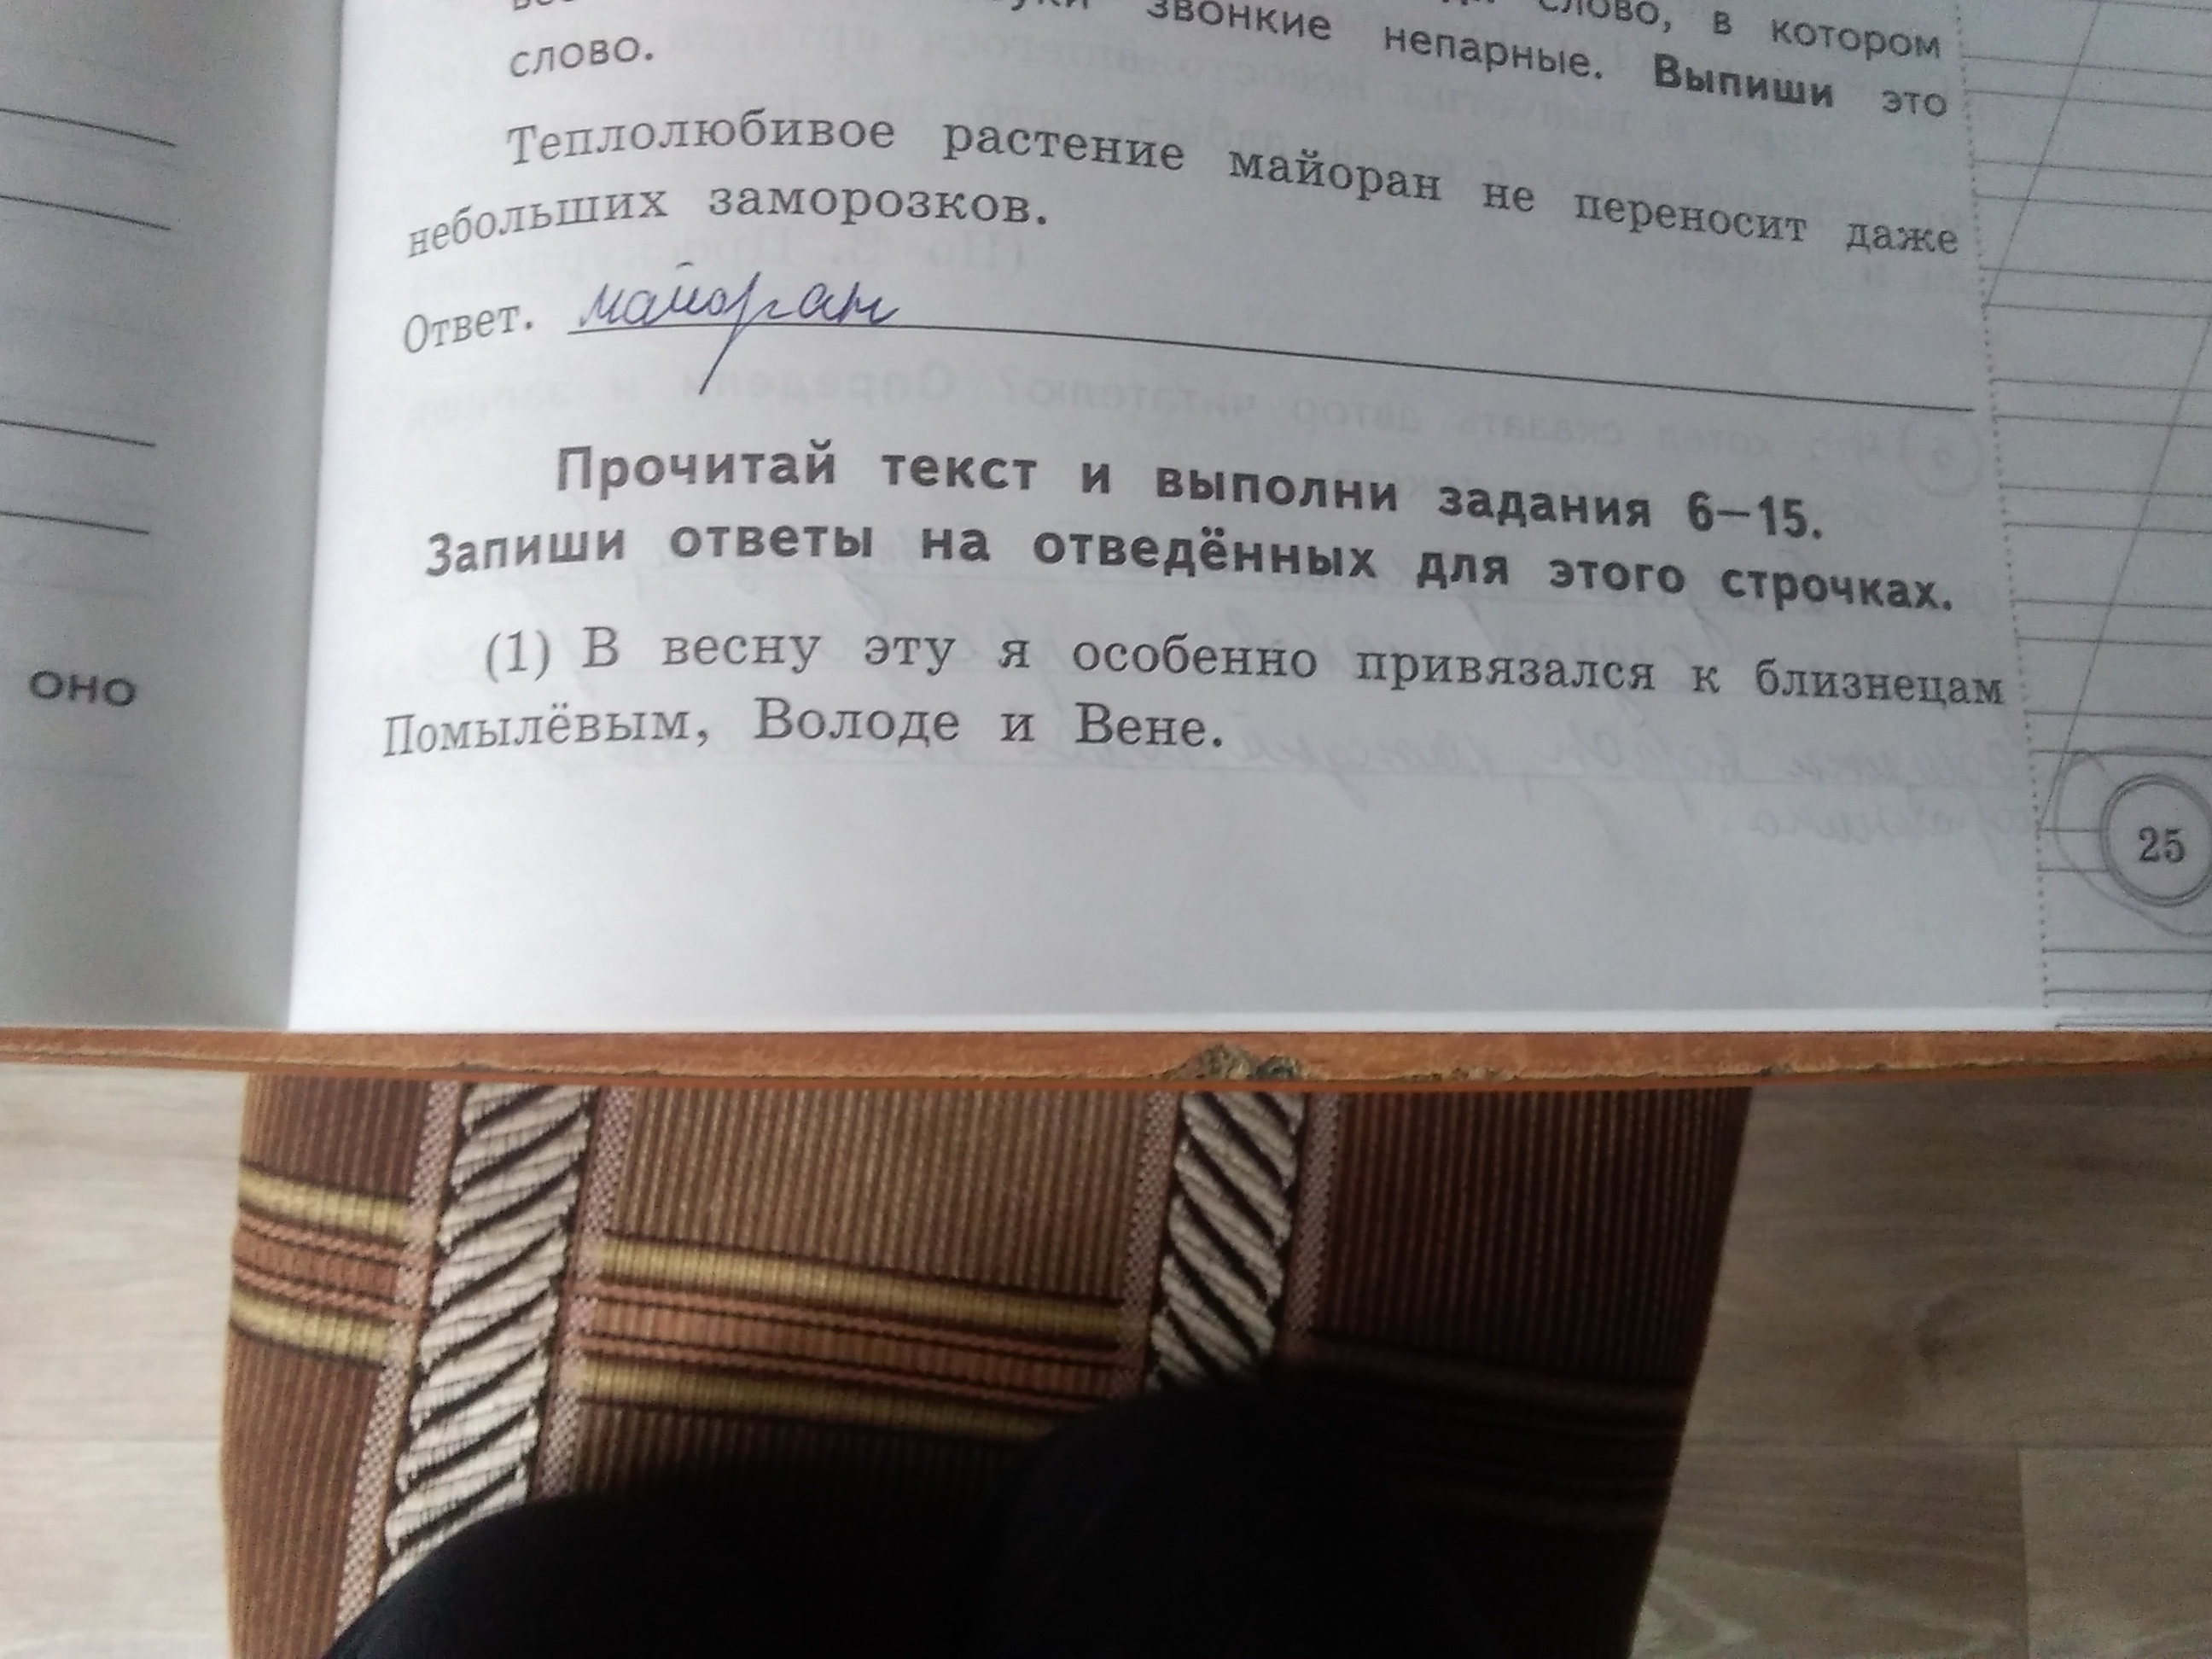 слово, в котором
звонкие непарные. Выпиши это
слово.
Теплолюбивое растение майоран не переносит даже
небольших заморозков.
Ответ. майоран
Прочитай текст и выполни задания 6–15.
Запиши ответы на отведённых для этого строчках.
(1) В весну эту я особенно привязался к близнецам
Помылёвым, Володе и Вене.
оно
25